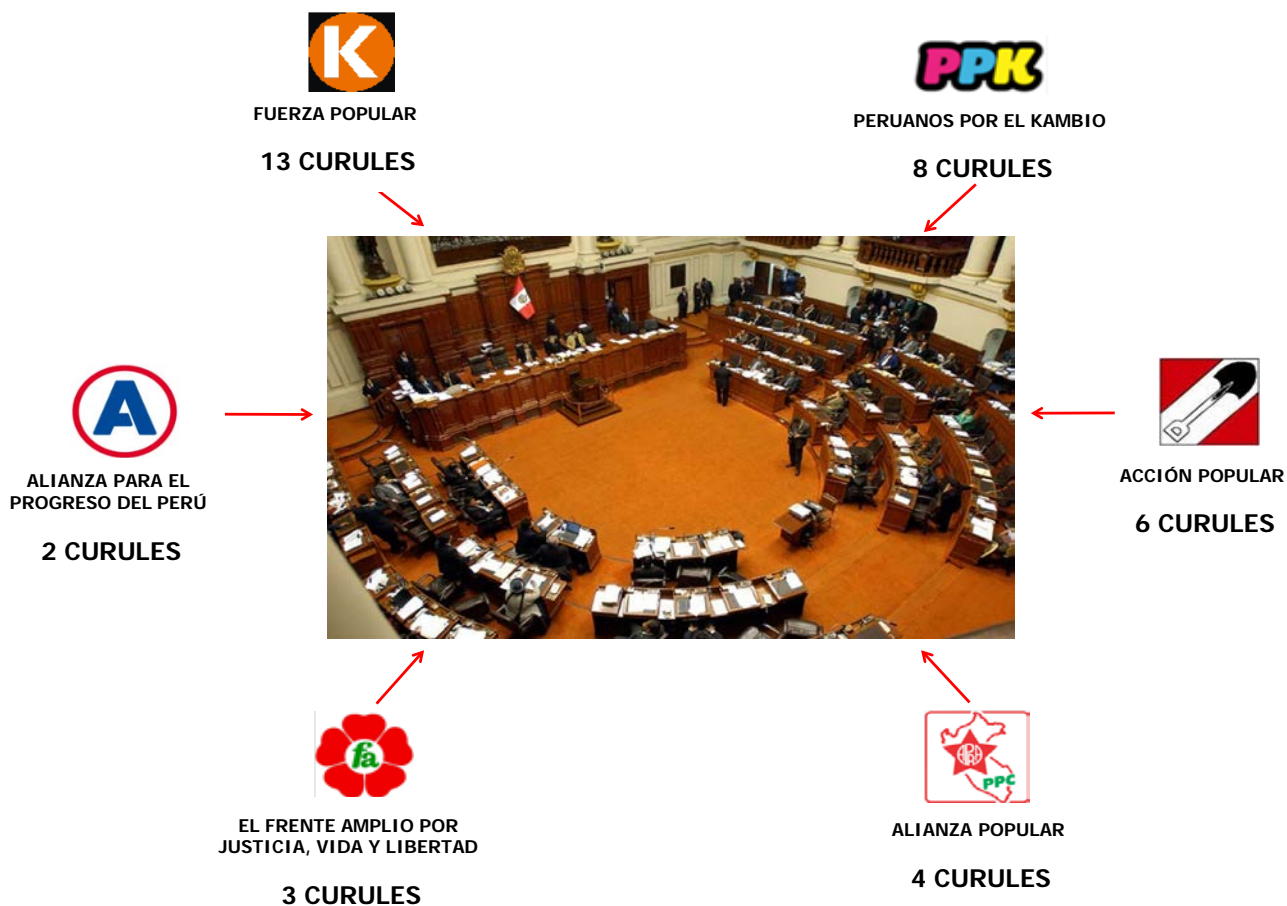 K
FUERZA POPULAR
13 CURULES
PPK
PERUANOS POR EL KAMBIO
8 CURULES
A
ALIANZA PARA EL
PROGRESO DEL PERÚ
2 CURULES
ACCIÓN POPULAR
6 CURULES
fa
EL FRENTE AMPLIO POR
JUSTICIA, VIDA Y LIBERTAD
3 CURULES
APRA
PPC
ALIANZA POPULAR
4 CURULES